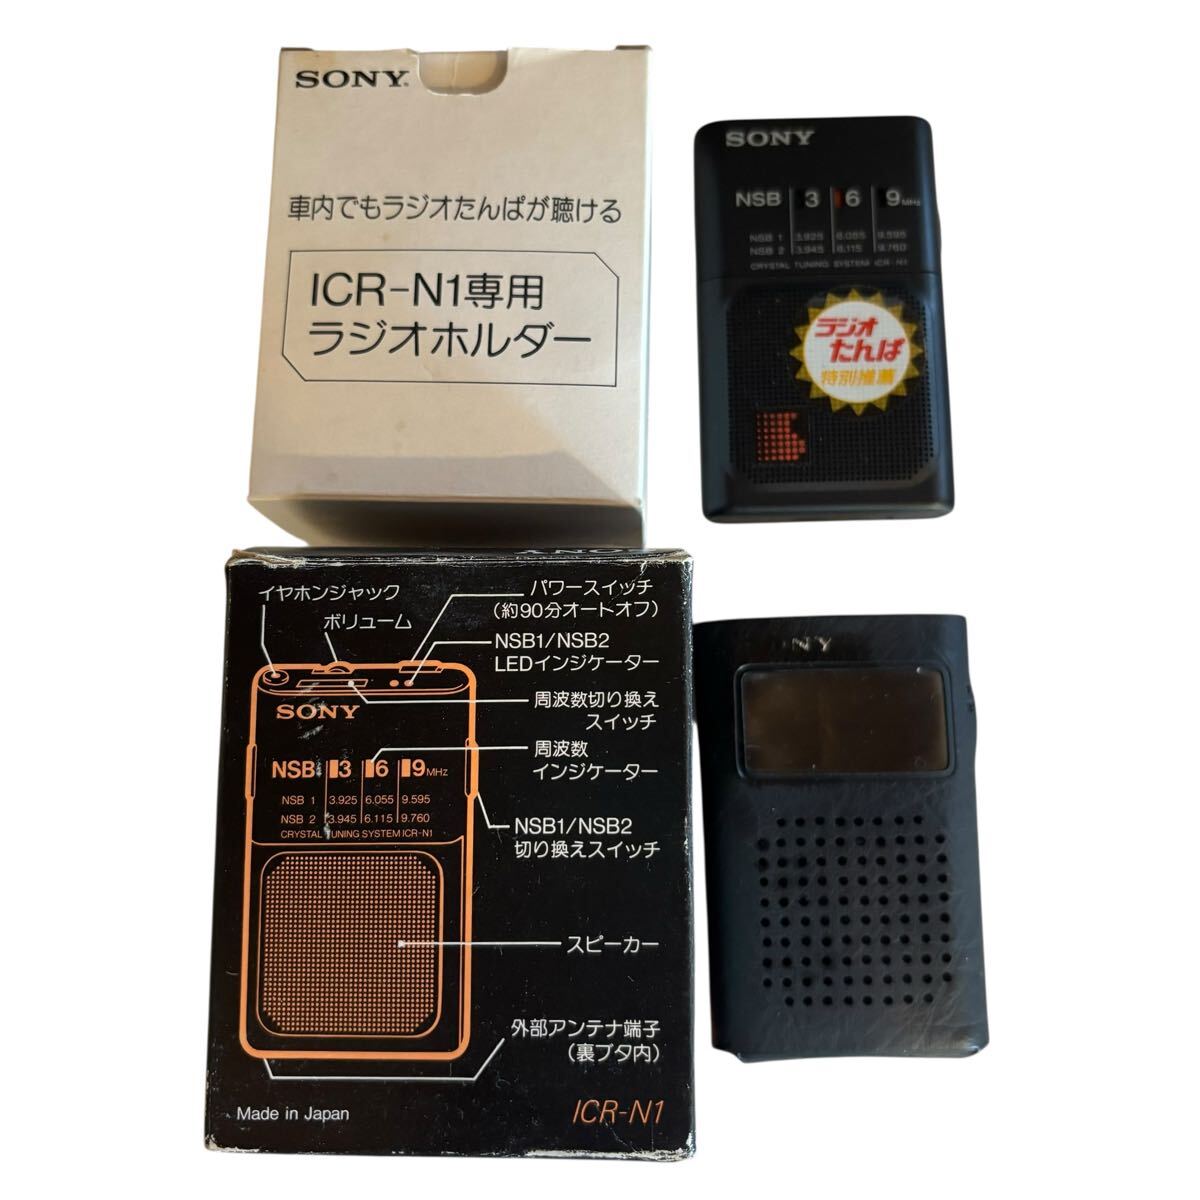 SONY®
車内でもラジオたんぱが聴ける
ICR-N1専用
ラジオホルダー
SONY
NSB 3 6 9 MHz
NSB 1 3.925 6.055 9.595
NSB 2 3.945 6.115 9.760
CRYSTAL TUNING SYSTEM ICR-N1
ラジオ
たんぱ
特別推薦
SONY
イヤホンジャック
ボリューム
パワースイッチ
(約90分オートオフ)
NSB1/NSB2
LEDインジケーター
周波数切り換え
スイッチ
周波数
インジケーター
NSB1/NSB2
切り換えスイッチ
スピーカー
外部アンテナ端子
(裏ブタ内)
SONY
NSB 3 6 9 MHz
NSB 1 3.925 6.055 9.595
NSB 2 3.945 6.115 9.760
CRYSTAL TUNING SYSTEM ICR-N1
Made in Japan
ICR-N1
NY